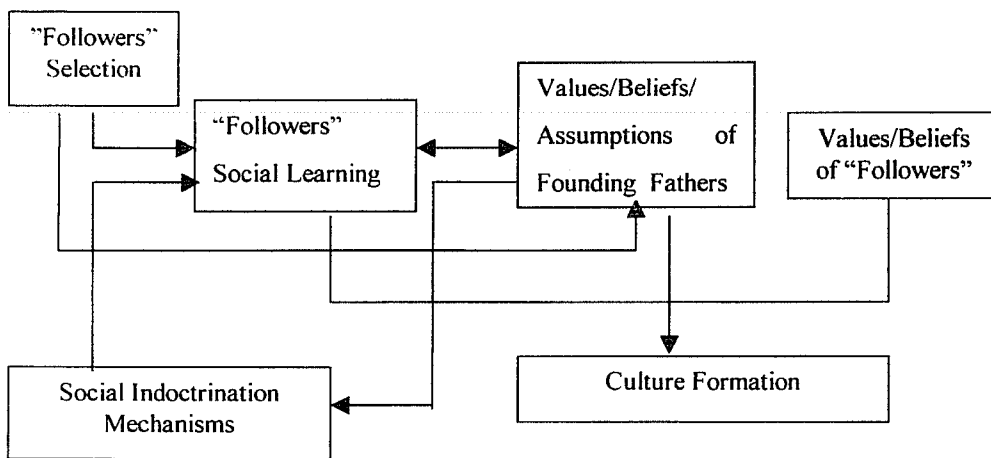 ”Followers”
Selection
“Followers”
Social Learning
Values/Beliefs/
Assumptions of
Founding Fathers
Values/Beliefs
of “Followers”
Social Indoctrination
Mechanisms
Culture Formation